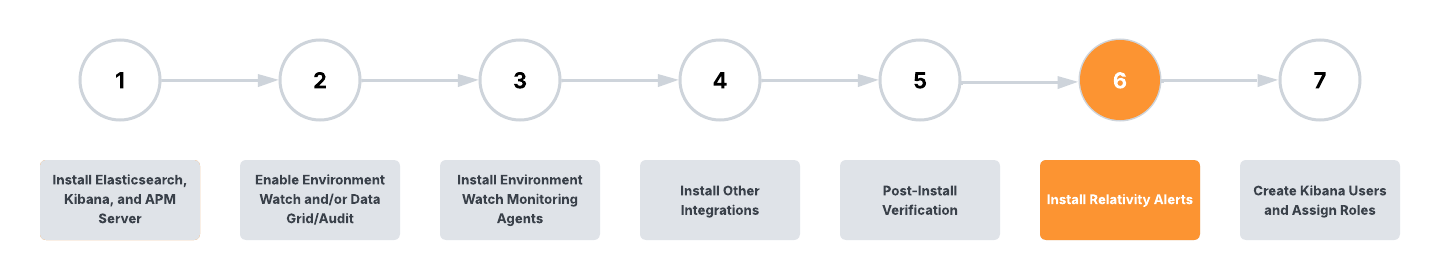 1
2
3
4
5
6
7
Install Elasticsearch,
Kibana, and APM
Server
Enable Environment
Watch and/or Data
Grid/Audit
Install Environment
Watch Monitoring
Agents
Install Other
Integrations
Post-Install
Verification
Install Relativity Alerts
Create Kibana Users
and Assign Roles